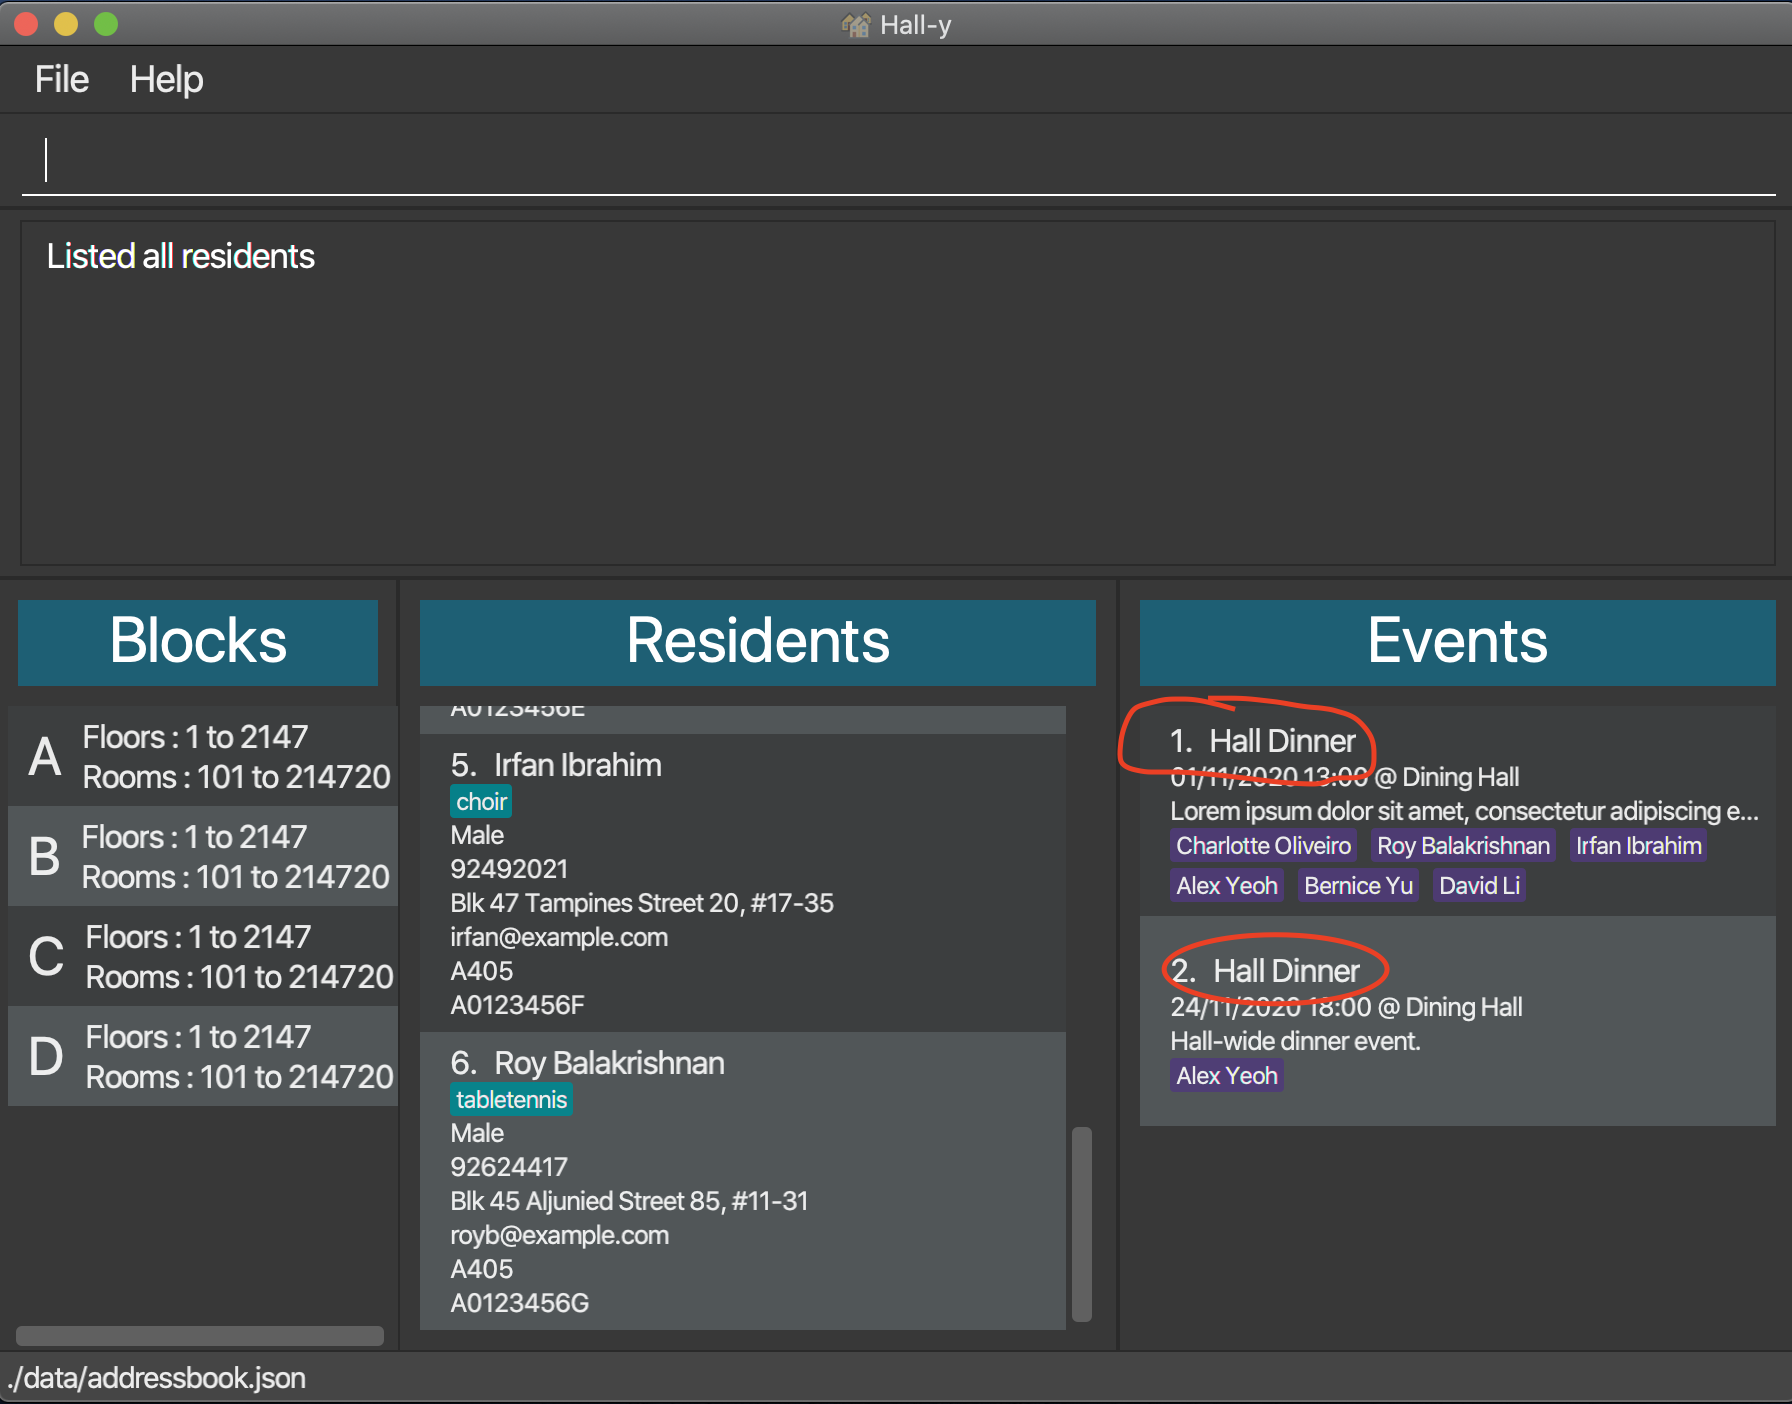 Hall-y
File Help
Listed all residents
Blocks
A
Floors : 1 to 2147
Rooms : 101 to 214720
B
Floors : 1 to 2147
Rooms : 101 to 214720
C
Floors : 1 to 2147
Rooms : 101 to 214720
D
Floors : 1 to 2147
Rooms : 101 to 214720
Residents
A0123456E
5. Irfan Ibrahim
choir
Male
92492021
Blk 47 Tampines Street 20, #17-35
irfan@example.com
A405
A0123456F
6. Roy Balakrishnan
tabletennis
Male
92624417
Blk 45 Aljunied Street 85, #11-31
royb@example.com
A405
A0123456G
Events
1. Hall Dinner
01/11/2020 13:00 @ Dining Hall
Lorem ipsum dolor sit amet, consectetur adipiscing e...
Charlotte Oliveiro Roy Balakrishnan Irfan Ibrahim
Alex Yeoh Bernice Yu David Li
2. Hall Dinner
24/11/2020 18:00 @ Dining Hall
Hall-wide dinner event.
Alex Yeoh
./data/addressbook.json